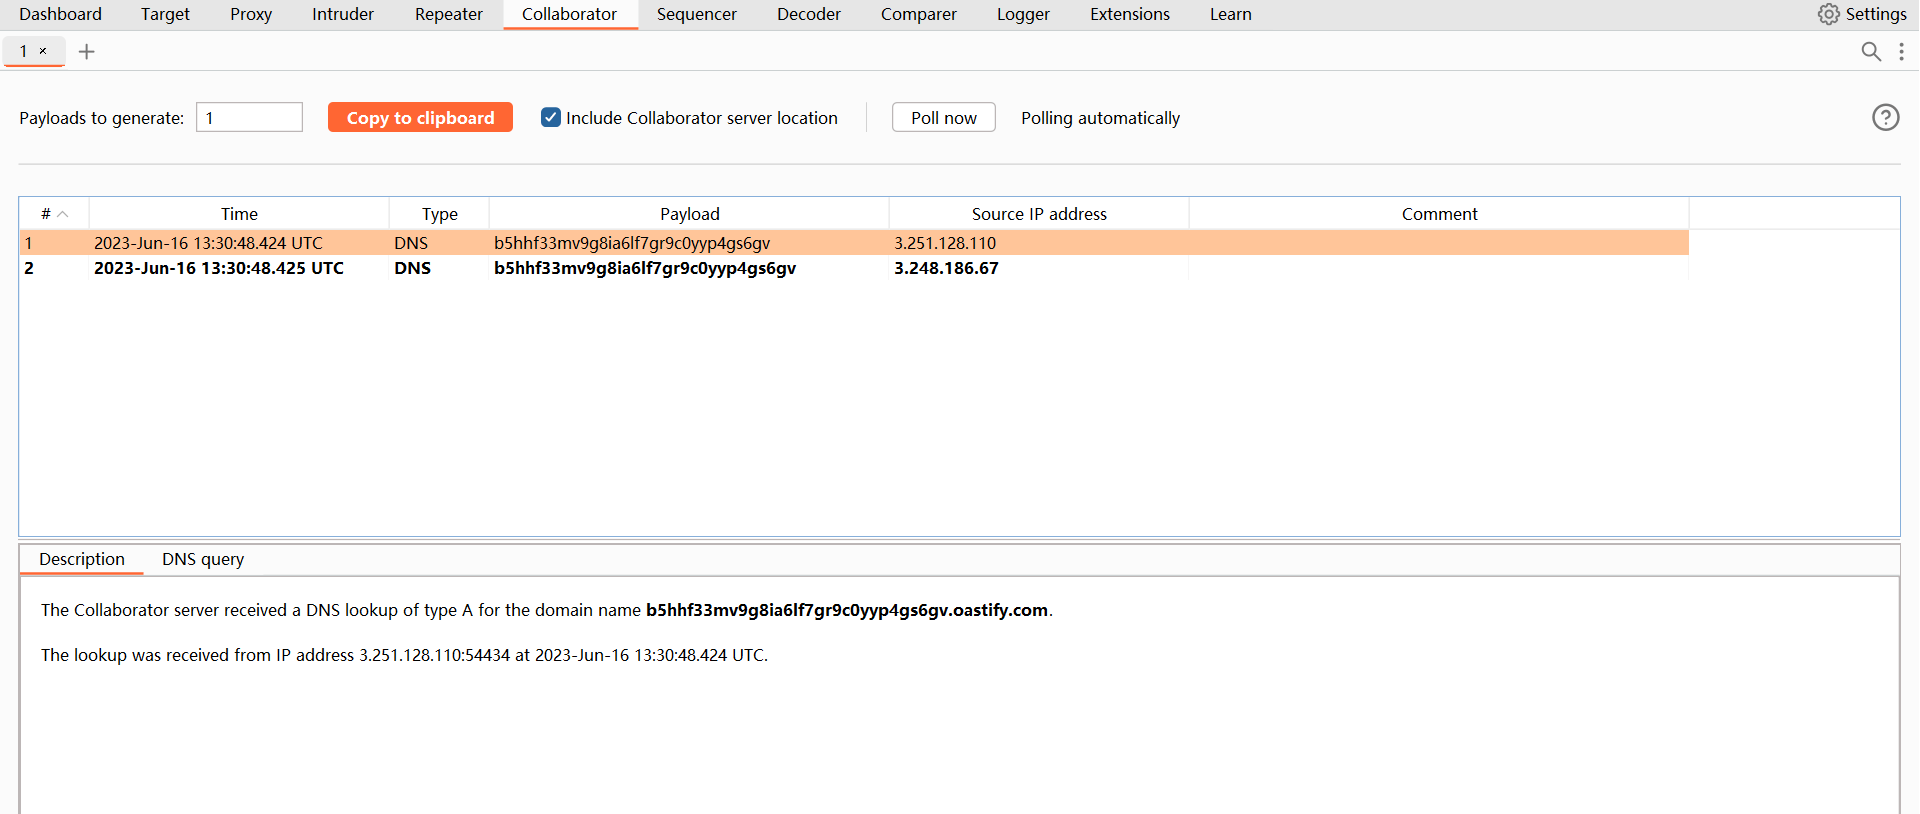 Dashboard Target Proxy Intruder Repeater Collaborator Sequencer Decoder Comparer Logger Extensions Learn Settings
1 × +
Payloads to generate: 1 Copy to clipboard Include Collaborator server location Poll now Polling automatically ?
# Time Type Payload Source IP address Comment
1 2023-Jun-16 13:30:48.424 UTC DNS b5hhf33mv9g8ia6lf7gr9c0yyp4gs6gv 3.251.128.110
2 2023-Jun-16 13:30:48.425 UTC DNS b5hhf33mv9g8ia6lf7gr9c0yyp4gs6gv 3.248.186.67
Description DNS query
The Collaborator server received a DNS lookup of type A for the domain name b5hhf33mv9g8ia6lf7gr9c0yyp4gs6gv.oastify.com.
The lookup was received from IP address 3.251.128.110:54434 at 2023-Jun-16 13:30:48.424 UTC.